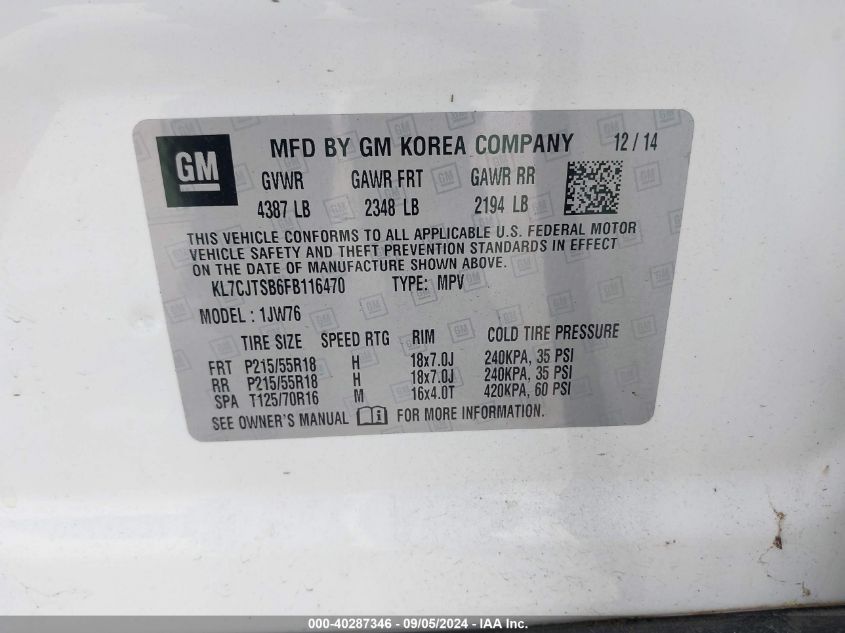 GM MFD BY GM KOREA COMPANY 12 / 14
GVWR GAWR FRT GAWR RR
4387 LB 2348 LB 2194 LB
THIS VEHICLE CONFORMS TO ALL APPLICABLE U.S. FEDERAL MOTOR
VEHICLE SAFETY AND THEFT PREVENTION STANDARDS IN EFFECT
ON THE DATE OF MANUFACTURE SHOWN ABOVE.
KL7CJTSB6FB116470 TYPE: MPV
MODEL : 1JW76
TIRE SIZE SPEED RTG RIM COLD TIRE PRESSURE
FRT P215/55R18 H 18x7.0J 240KPA, 35 PSI
RR P215/55R18 H 18x7.0J 240KPA, 35 PSI
SPA T125/70R16 M 16x4.0T 420KPA, 60 PSI
SEE OWNER'S MANUAL i FOR MORE INFORMATION.
000-40287346 - 09/05/2024 - IAA Inc.